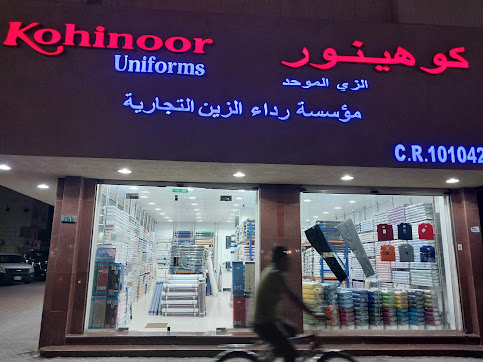 Kohinoor
كوهينور
Uniforms
الزي الموحد
مؤسسة رداء الزين التجارية
C.R.101042